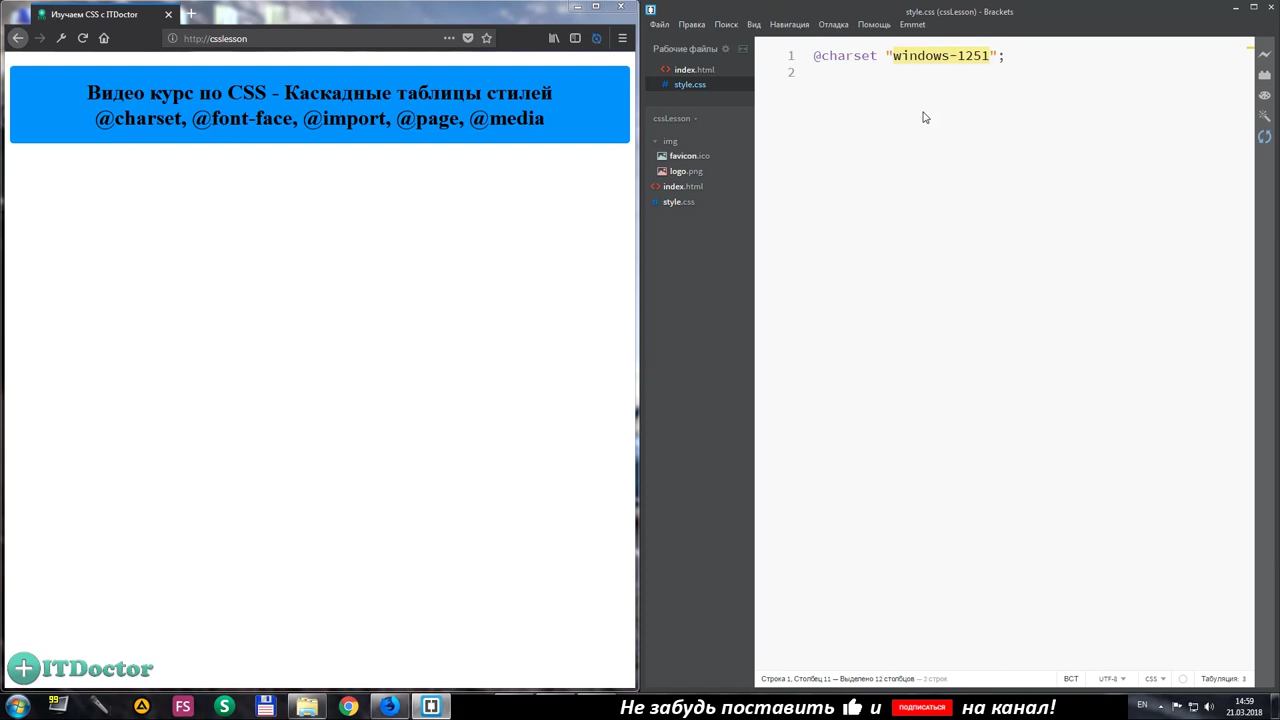 Изучаем CSS с ITDoctor
http://csslesson
Видео курс по CSS - Каскадные таблицы стилей
@charset, @font-face, @import, @page, @media
ITDoctor
style.css (cssLesson) - Brackets
Файл Правка Поиск Вид Навигация Отладка Помощь Emmet
Рабочие файлы
index.html
style.css
cssLesson
img
favicon.ico
logo.png
index.html
style.css
1 @charset "windows-1251";
2
Строка 1, Столбец 11 — Выделено 12 столбцов — 2 строк
ВСТ UTF-8 CSS Табуляция: 3
99
FS
S
Не забудь поставить и ПОДПИСАТЬСЯ на канал!
EN
14:59
21.03.2018